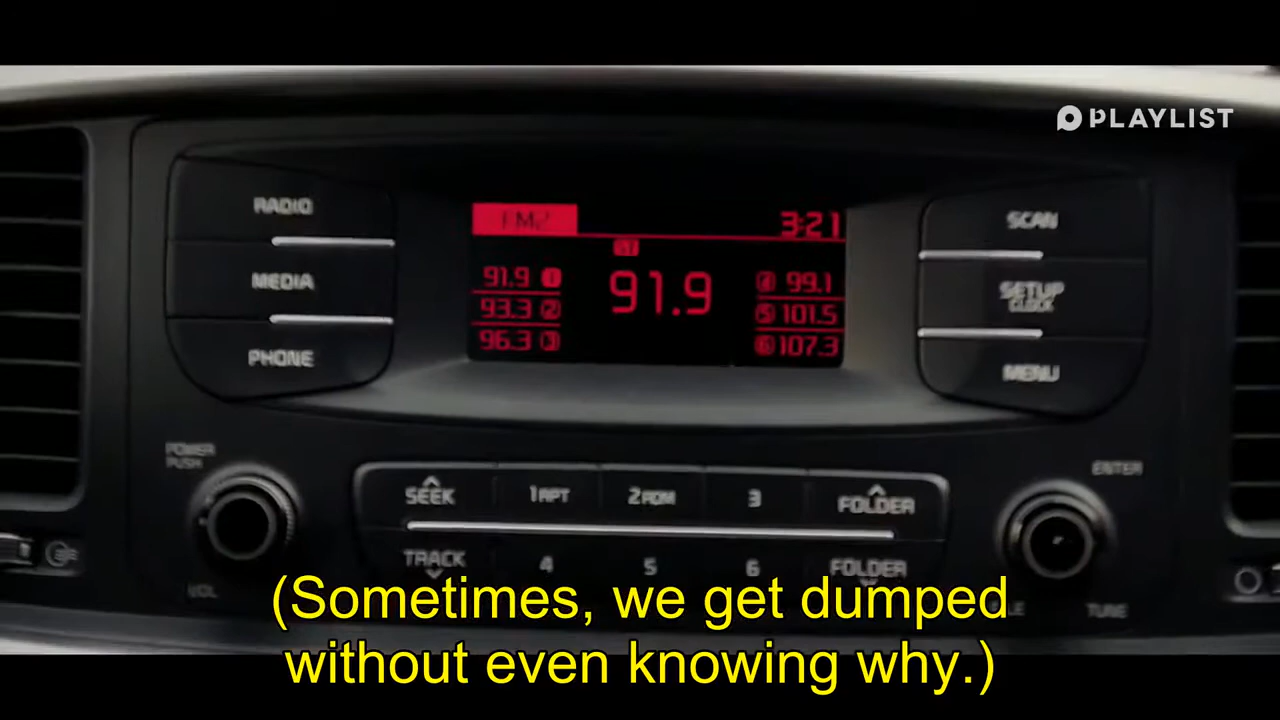 PLAYLIST
RADIO
MEDIA
PHONE
FM2
3:21
ST
91.9 1
93.3 2
96.3 3
91.9
4 99.1
5 101.5
6 107.3
SCAN
SETUP
CLOCK
MENU
POWER
PUSH
VOL
SEEK
1 RPT
2 RDM
3
FOLDER
TRACK
4
5
6
FOLDER
ENTER
TUNE
(Sometimes, we get dumped
without even knowing why.)